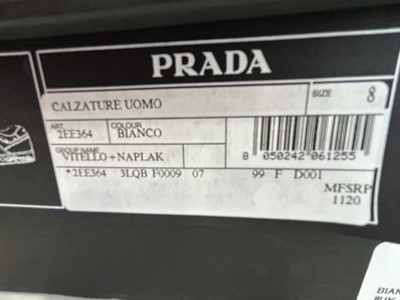 PRADA
CALZATURE UOMO
SIZE 8
ART. COLOUR
2EE364 BIANCO
GROUP NAME
VITELLO+NAPLAK
8 050242 061255
*2EE364 3LQB F0009 07 99 F D001
MFSRP
1120
BIAN